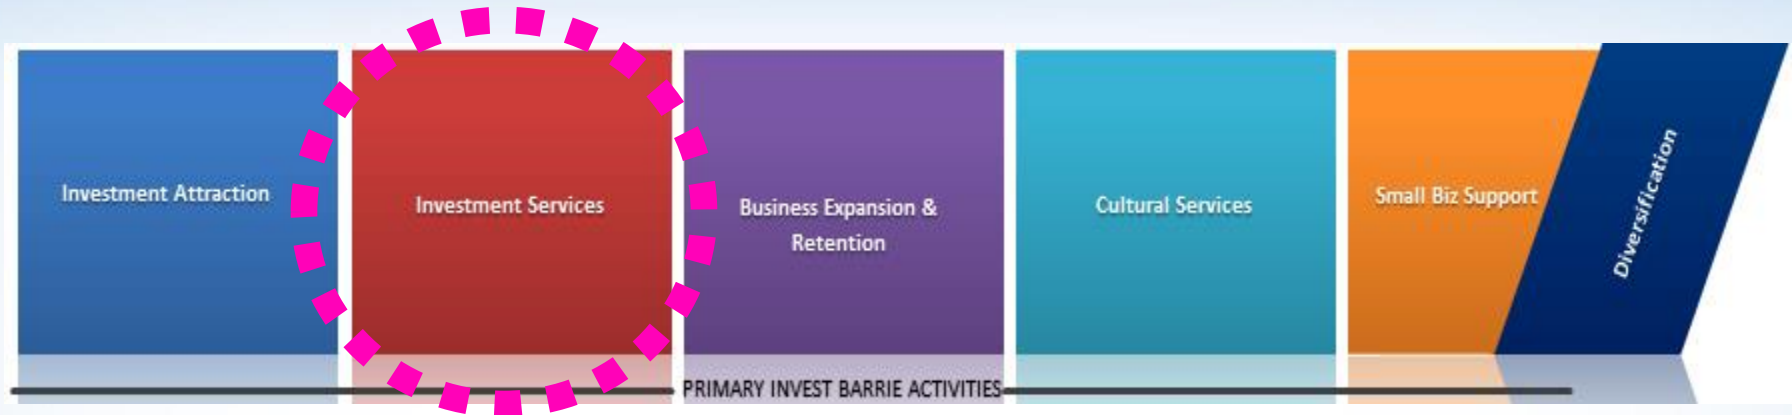 Investment Attraction
Investment Services
Business Expansion &
Retention
Cultural Services
Small Biz Support
Diversification
PRIMARY INVEST BARRIE ACTIVITIES